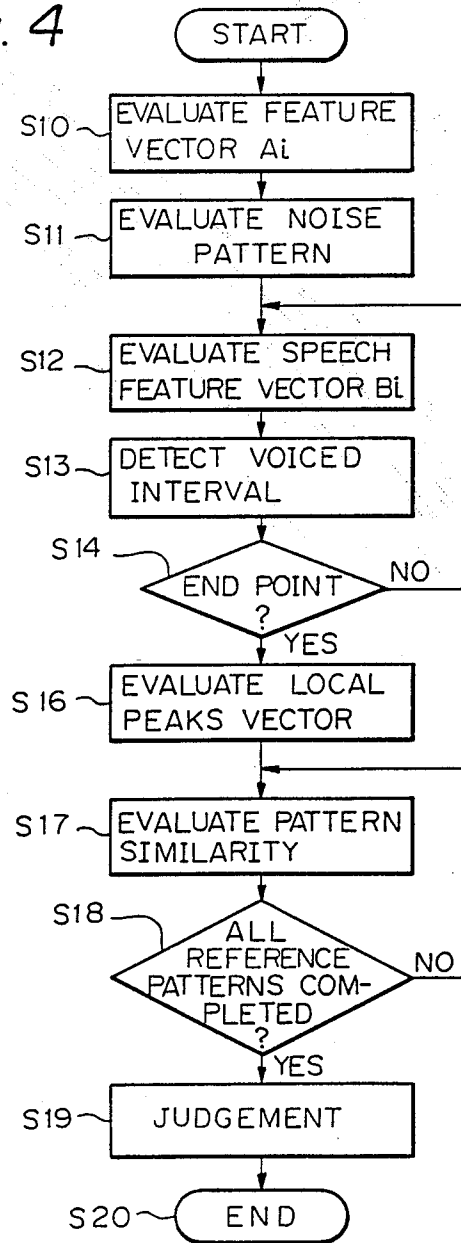 . 4
START
S10
EVALUATE FEATURE
VECTOR Ai
S11
EVALUATE NOISE
PATTERN
S12
EVALUATE SPEECH
FEATURE VECTOR Bi
S13
DETECT VOICED
INTERVAL
S14
END POINT
?
NO
YES
S16
EVALUATE LOCAL
PEAKS VECTOR
S17
EVALUATE PATTERN
SIMILARITY
S18
ALL
REFERENCE
PATTERNS COM-
PLETED
?
NO
YES
S19
JUDGEMENT
S20
END